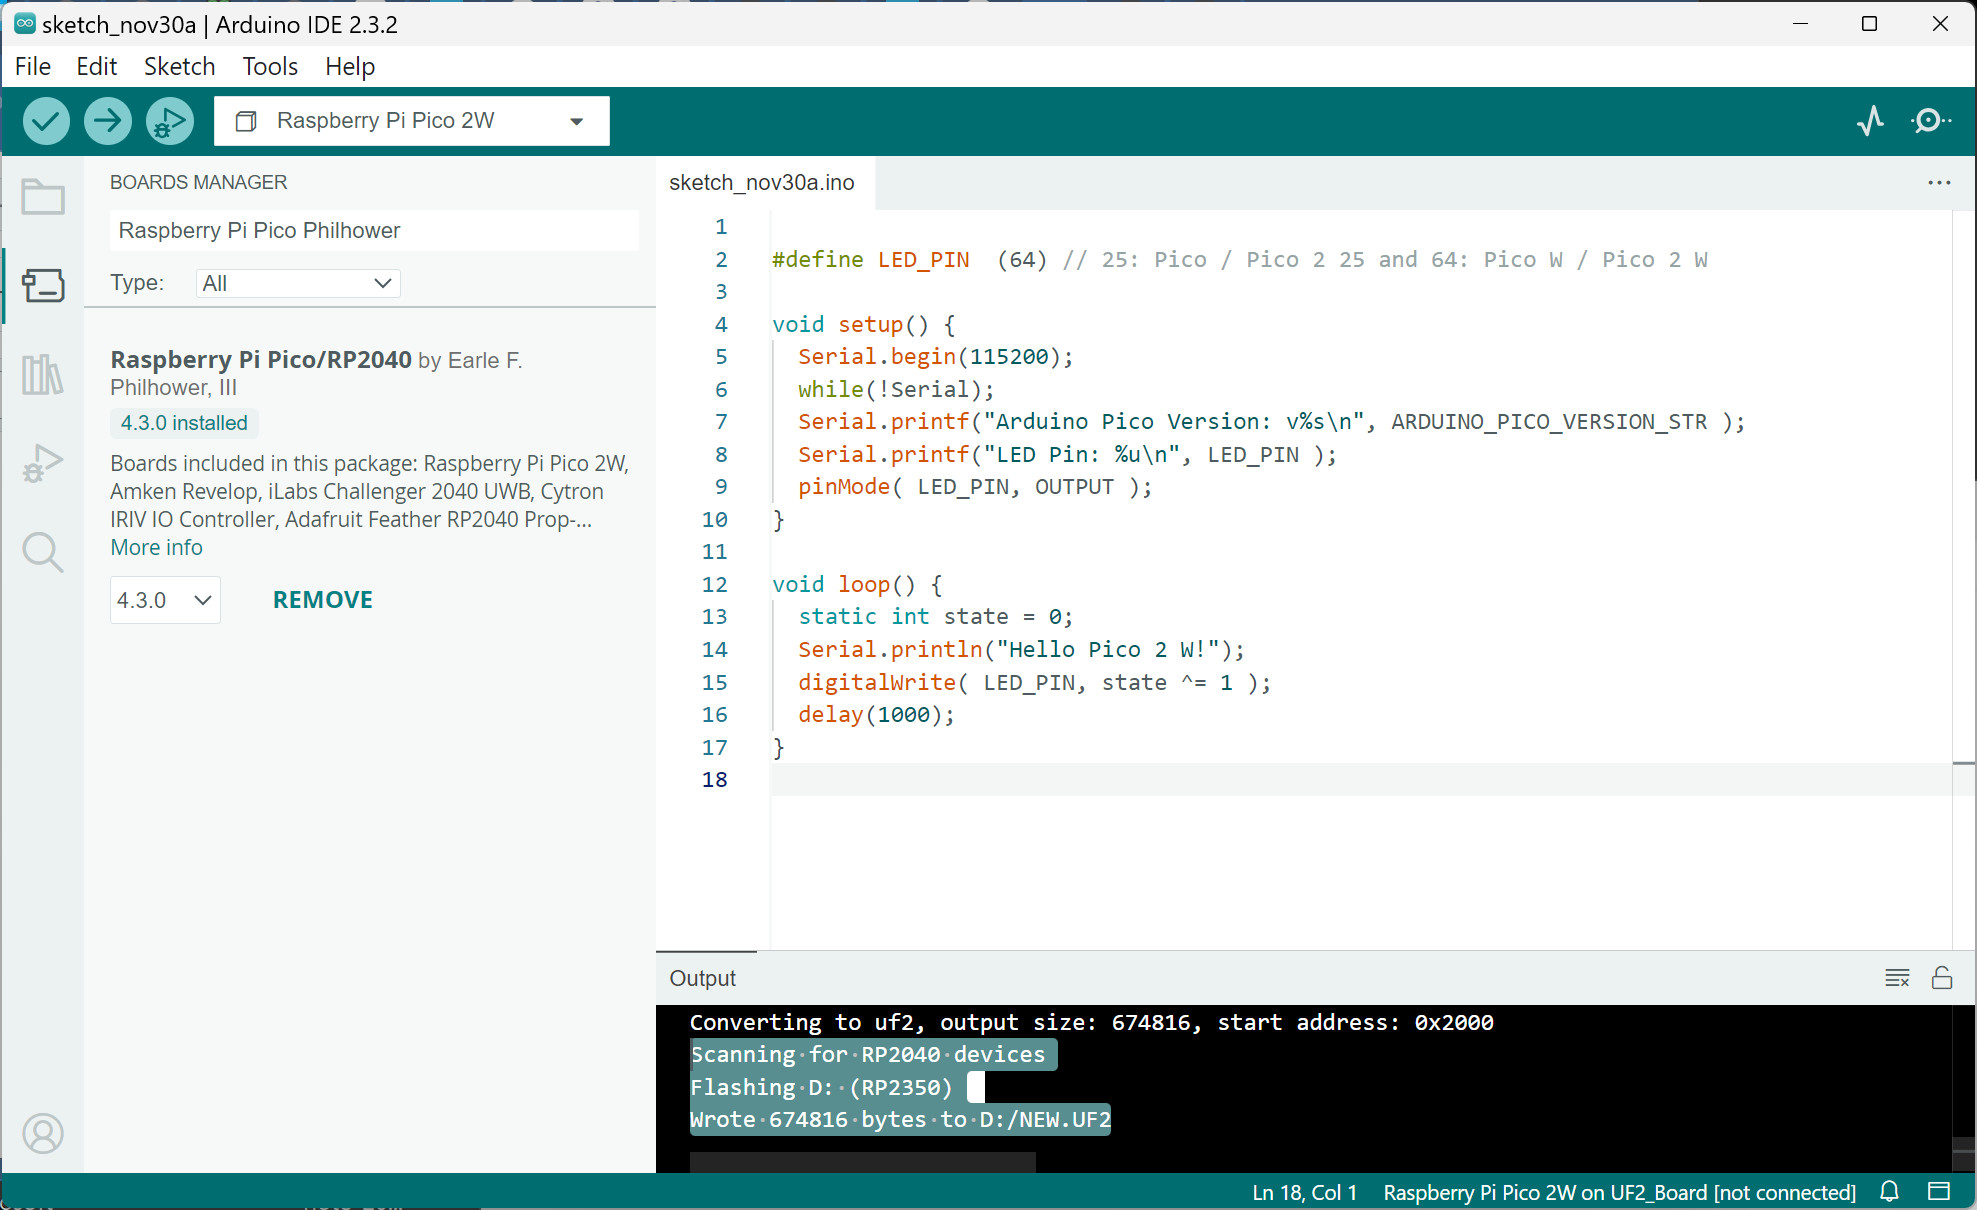 sketch_nov30a | Arduino IDE 2.3.2
File Edit Sketch Tools Help
Raspberry Pi Pico 2W
BOARDS MANAGER
Raspberry Pi Pico Philhower
Type: All
Raspberry Pi Pico/RP2040 by Earle F.
Philhower, III
4.3.0 installed
Boards included in this package: Raspberry Pi Pico 2W,
Amken Revelop, iLabs Challenger 2040 UWB, Cytron
IRIV IO Controller, Adafruit Feather RP2040 Prop-...
More info
4.3.0 REMOVE
sketch_nov30a.ino
1
2 #define LED_PIN  (64) // 25: Pico / Pico 2 25 and 64: Pico W / Pico 2 W
3
4 void setup() {
5   Serial.begin(115200);
6   while(!Serial);
7   Serial.printf("Arduino Pico Version: v%s\n", ARDUINO_PICO_VERSION_STR );
8   Serial.printf("LED Pin: %u\n", LED_PIN );
9   pinMode( LED_PIN, OUTPUT );
10 }
11
12 void loop() {
13   static int state = 0;
14   Serial.println("Hello Pico 2 W!");
15   digitalWrite( LED_PIN, state ^= 1 );
16   delay(1000);
17 }
18
Output
Converting to uf2, output size: 674816, start address: 0x2000
Scanning for RP2040 devices
Flashing D: (RP2350)
Wrote 674816 bytes to D:/NEW.UF2
Ln 18, Col 1 Raspberry Pi Pico 2W on UF2_Board [not connected]